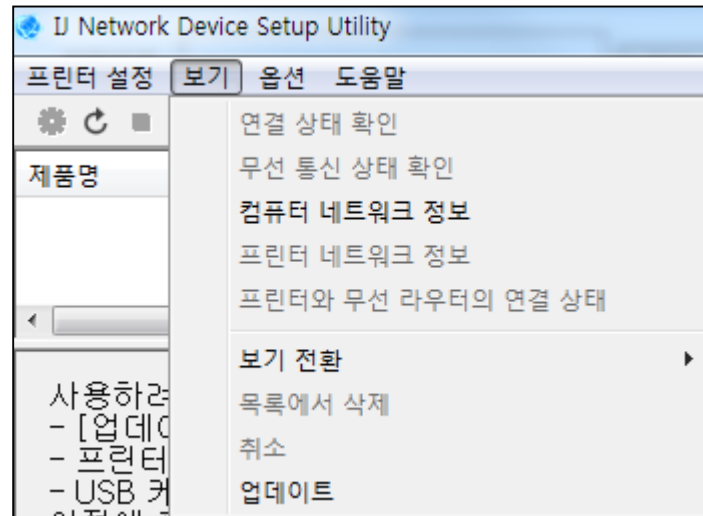 IJ Network Device Setup Utility
프린터 설정 보기 옵션 도움말
연결 상태 확인
제품명
무선 통신 상태 확인
컴퓨터 네트워크 정보
프린터 네트워크 정보
프린터와 무선 라우터의 연결 상태
보기 전환
목록에서 삭제
취소
업데이트
사용하려
- [업데이
- 프린터
- USB 커